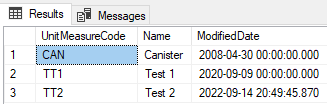 Results Messages
UnitMeasureCode Name ModifiedDate
1 CAN Canister 2008-04-30 00:00:00.000
2 TT1 Test 1 2020-09-09 00:00:00.000
3 TT2 Test 2 2022-09-14 20:49:45.870